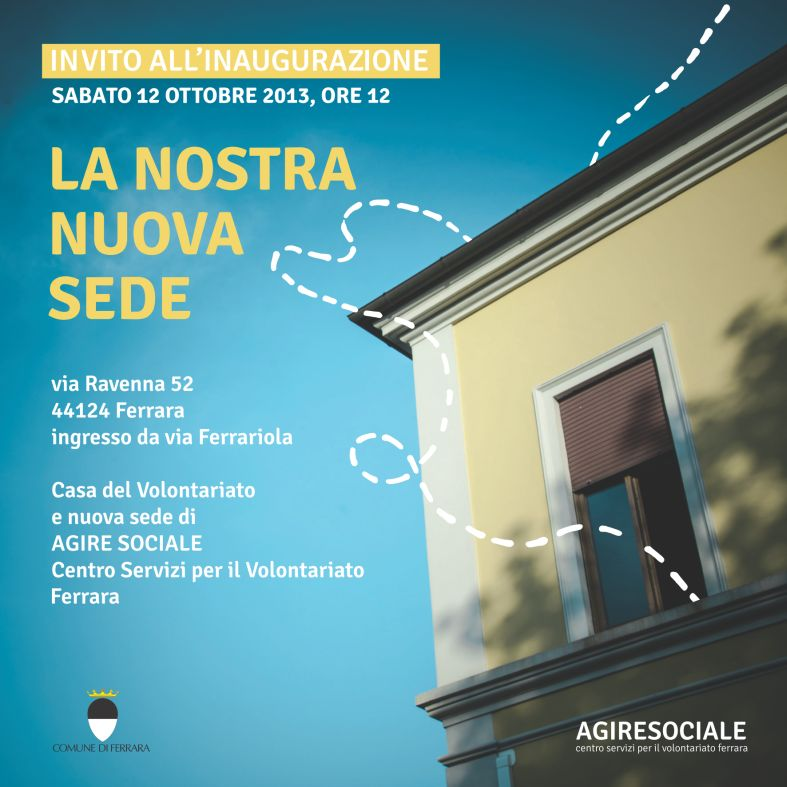 INVITO ALL'INAUGURAZIONE
SABATO 12 OTTOBRE 2013, ORE 12
LA NOSTRA
NUOVA
SEDE
via Ravenna 52
44124 Ferrara
ingresso da via Ferrariola
Casa del Volontariato
e nuova sede di
AGIRE SOCIALE
Centro Servizi per il Volontariato
Ferrara
COMUNE DI FERRARA
AGIRESOCIALE
centro servizi per il volontariato ferrara